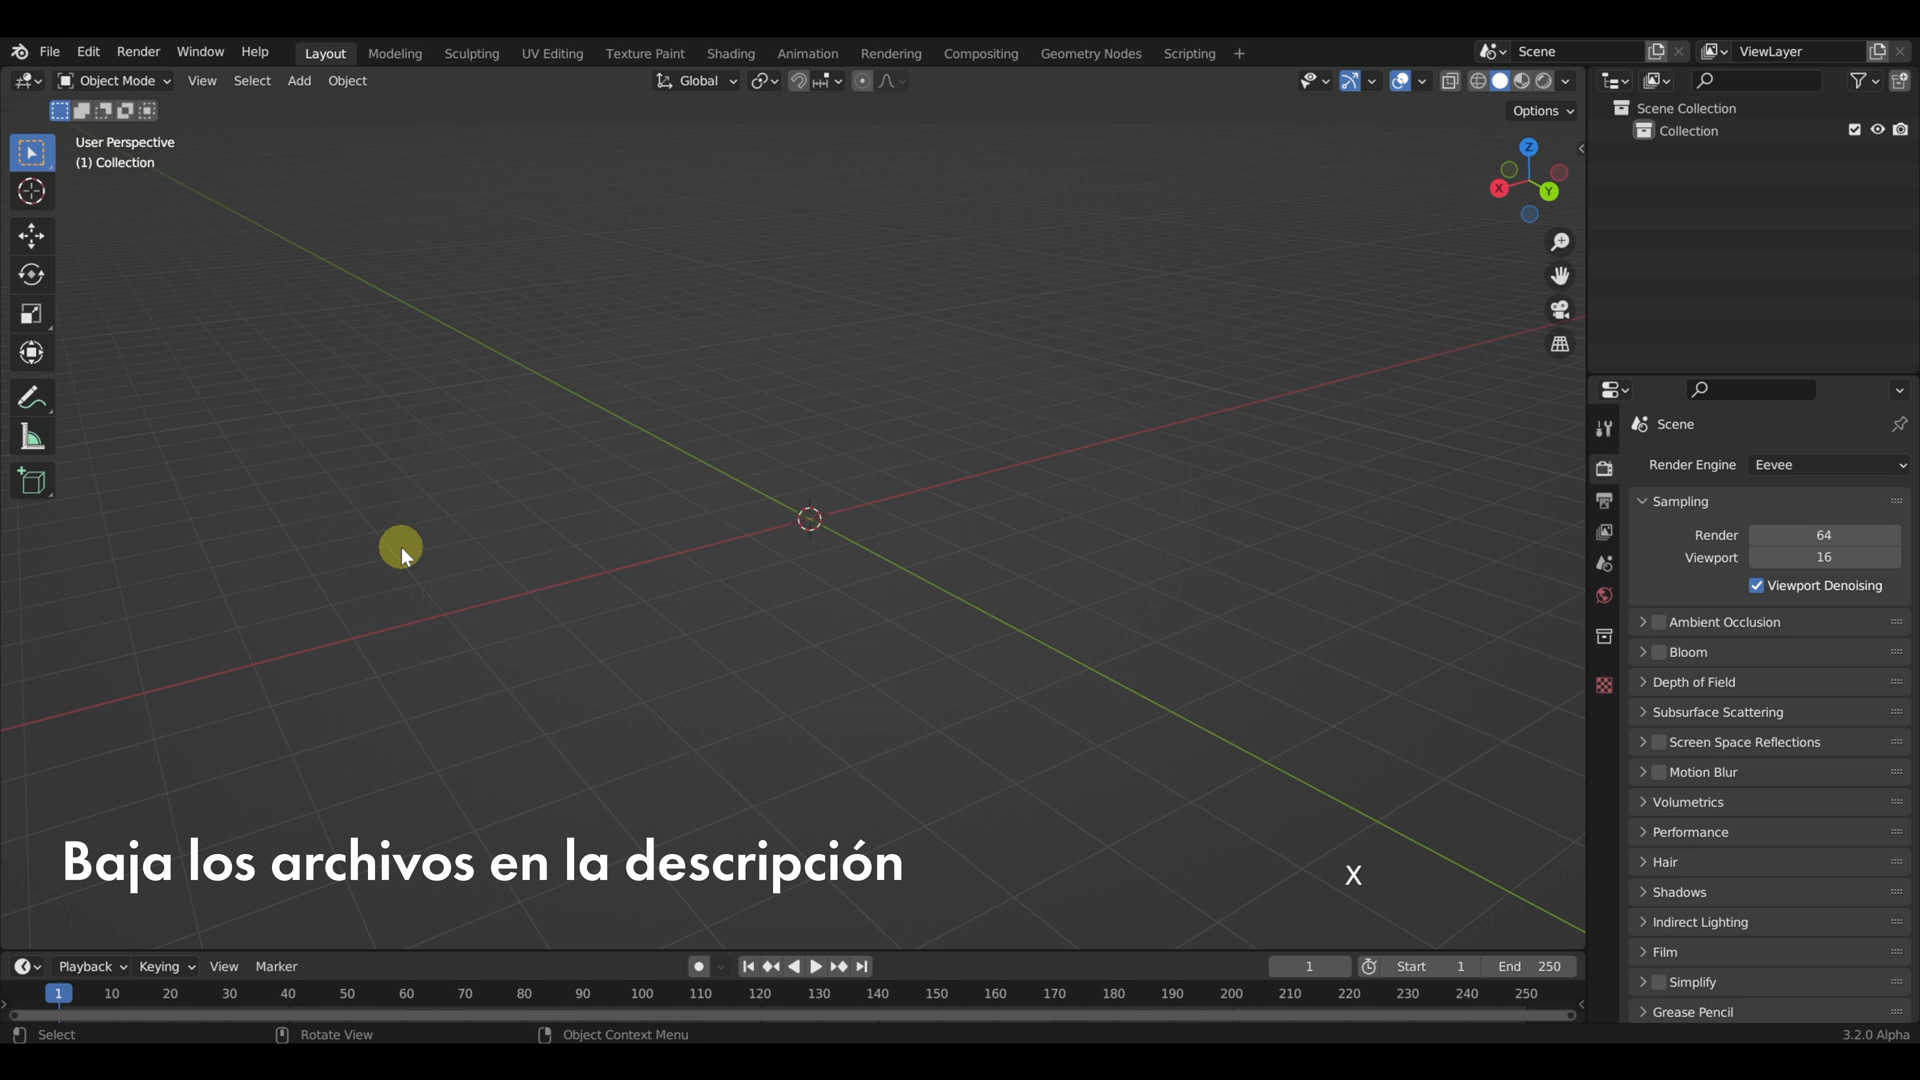 File Edit Render Window Help Layout Modeling Sculpting UV Editing Texture Paint Shading Animation Rendering Compositing Geometry Nodes Scripting + Scene ViewLayer
Object Mode View Select Add Object Global
Options
User Perspective
(1) Collection
Z
X
Y
Scene Collection
Collection
Scene
Render Engine Eevee
Sampling
Render 64
Viewport 16
Viewport Denoising
Ambient Occlusion
Bloom
Depth of Field
Subsurface Scattering
Screen Space Reflections
Motion Blur
Volumetrics
Performance
Hair
Shadows
Indirect Lighting
Film
Simplify
Grease Pencil
Baja los archivos en la descripción
X
Playback Keying View Marker 1 Start 1 End 250
1 10 20 30 40 50 60 70 80 90 100 110 120 130 140 150 160 170 180 190 200 210 220 230 240 250
Select Rotate View Object Context Menu 3.2.0 Alpha